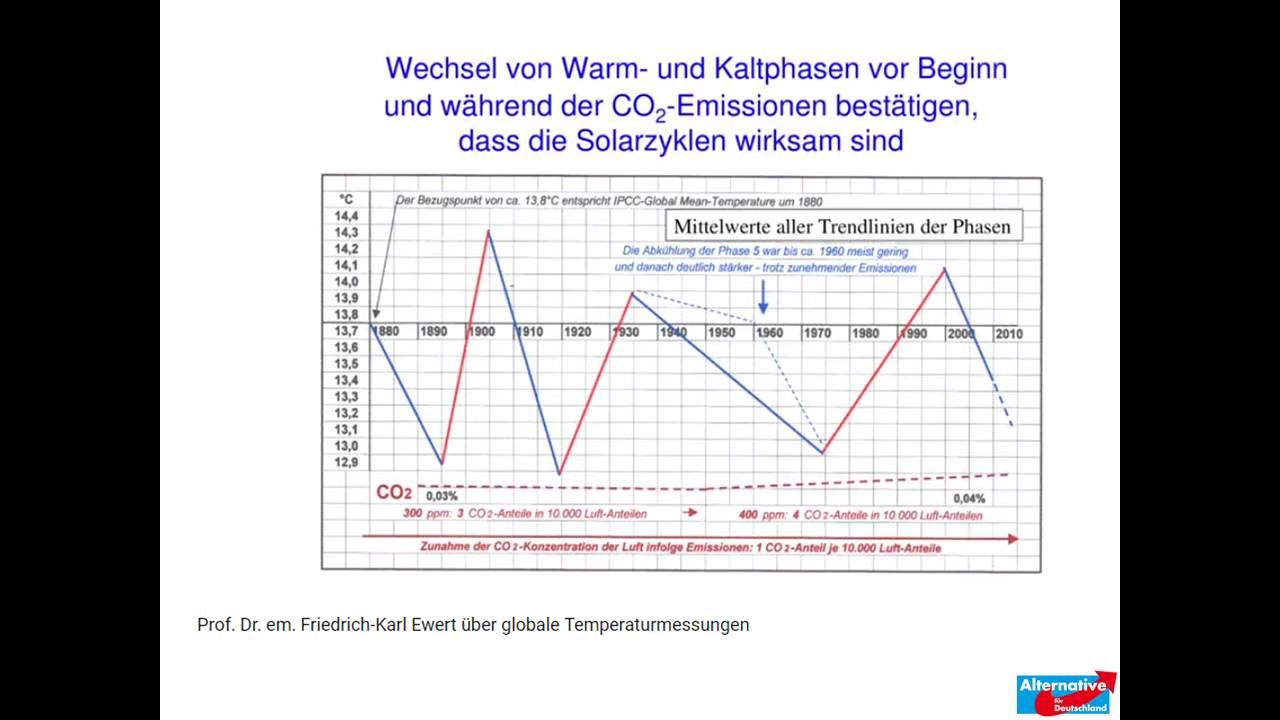 Wechsel von Warm- und Kaltphasen vor Beginn
und während der CO₂-Emissionen bestätigen,
dass die Solarzyklen wirksam sind
°C
Der Bezugspunkt von ca. 13,8°C entspricht IPCC-Global Mean-Temperature um 1880
14,4
14,3
14,2
14,1
14,0
13,9
13,8
13,7
13,6
13,5
13,4
13,3
13,2
13,1
13,0
12,9
Mittelwerte aller Trendlinien der Phasen
Die Abkühlung der Phase 5 war bis ca. 1960 meist gering
und danach deutlich stärker - trotz zunehmender Emissionen
1880 1890 1900 1910 1920 1930 1940 1950 1960 1970 1980 1990 2000 2010
CO2 0,03% 0,04%
300 ppm: 3 CO2-Anteile in 10.000 Luft-Anteilen 400 ppm: 4 CO2-Anteile in 10.000 Luft-Anteilen
Zunahme der CO2-Konzentration der Luft infolge Emissionen: 1 CO2-Anteil je 10.000 Luft-Anteile
Prof. Dr. em. Friedrich-Karl Ewert über globale Temperaturmessungen
Alternative
für
Deutschland